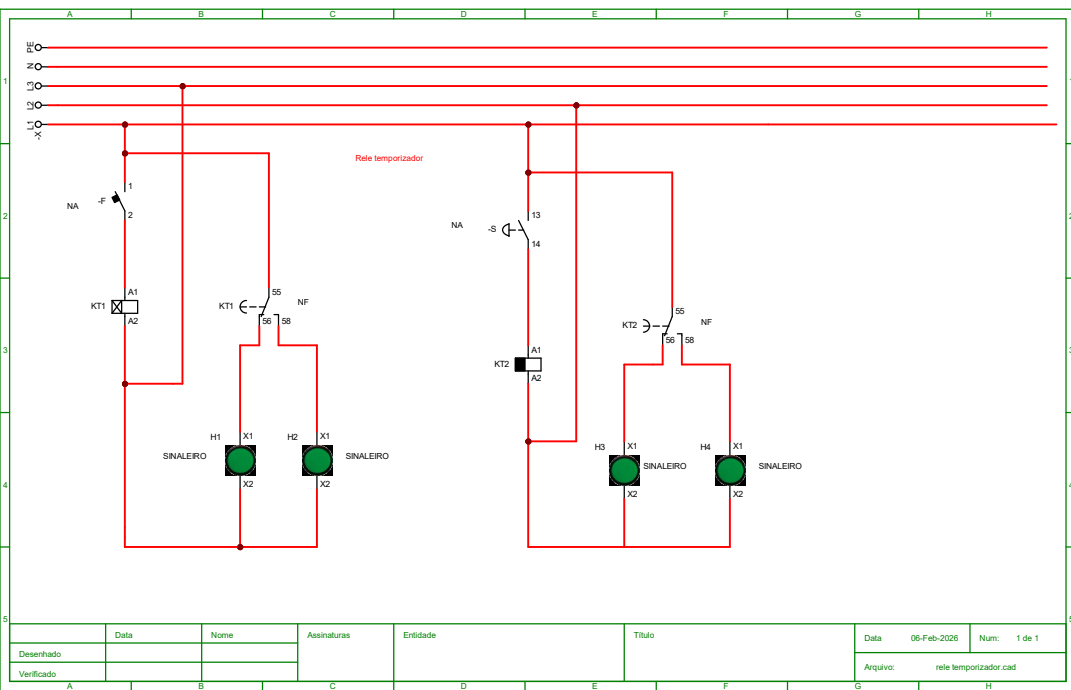 A B C D E F G H
PE
N
L3
L2
L1
-X
1 1
Rele temporizador
1
NA -F
2
2 2
13
NA -S
14
A1
KT1
A2
55
KT1 NF
56 58
55
KT2 NF
56 58
3 3
A1
KT2
A2
H1 X1
SINALEIRO
X2
H2 X1
SINALEIRO
X2
H3 X1
SINALEIRO
X2
H4 X1
SINALEIRO
X2
4 4
5 5
Data Nome Assinaturas Entidade Título
Desenhado
Verificado
Data 06-Feb-2026 Num: 1 de 1
Arquivo: rele temporizador.cad
A B C D E F G H